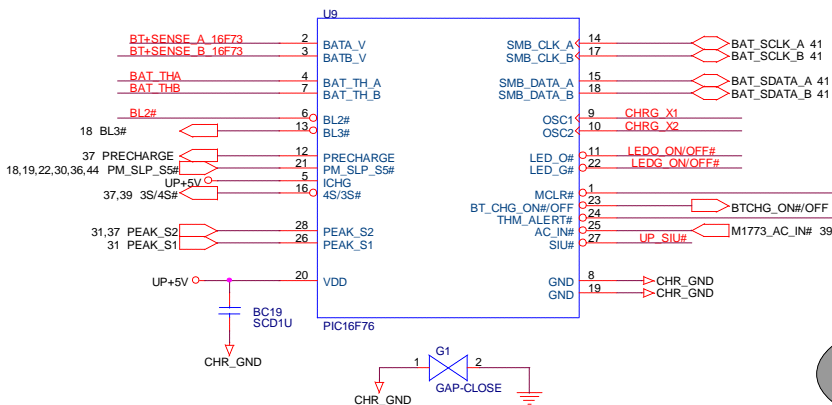 U9
BT+SENSE_A_16F73 2 BATA_V SMB_CLK_A 14 BAT_SCLK_A 41
BT+SENSE_B_16F73 3 BATB_V SMB_CLK_B 17 BAT_SCLK_B 41
BAT_THA 4 BAT_TH_A SMB_DATA_A 15 BAT_SDATA_A 41
BAT_THB 7 BAT_TH_B SMB_DATA_B 18 BAT_SDATA_B 41
BL2# 6 BL2# OSC1 9 CHRG_X1
18 BL3# 13 BL3# OSC2 10 CHRG_X2
37 PRECHARGE 12 PRECHARGE LED_O# 11 LEDO_ON/OFF#
18,19,22,30,36,44 PM_SLP_S5# 21 PM_SLP_S5# LED_G# 22 LEDG_ON/OFF#
UP+5V 5 ICHG
37,39 3S/4S# 16 4S/3S# MCLR# 1
BT_CHG_ON#/OFF 23 BTCHG_ON#/OFF
THM_ALERT# 24
31,37 PEAK_S2 28 PEAK_S2 AC_IN# 25 M1773_AC_IN# 39
31 PEAK_S1 26 PEAK_S1 SIU# 27 UP_SIU#
UP+5V 20 VDD GND 8 CHR_GND
GND 19 CHR_GND
BC19
SCD1U
PIC16F76
CHR_GND
G1
1 2
GAP-CLOSE
CHR_GND